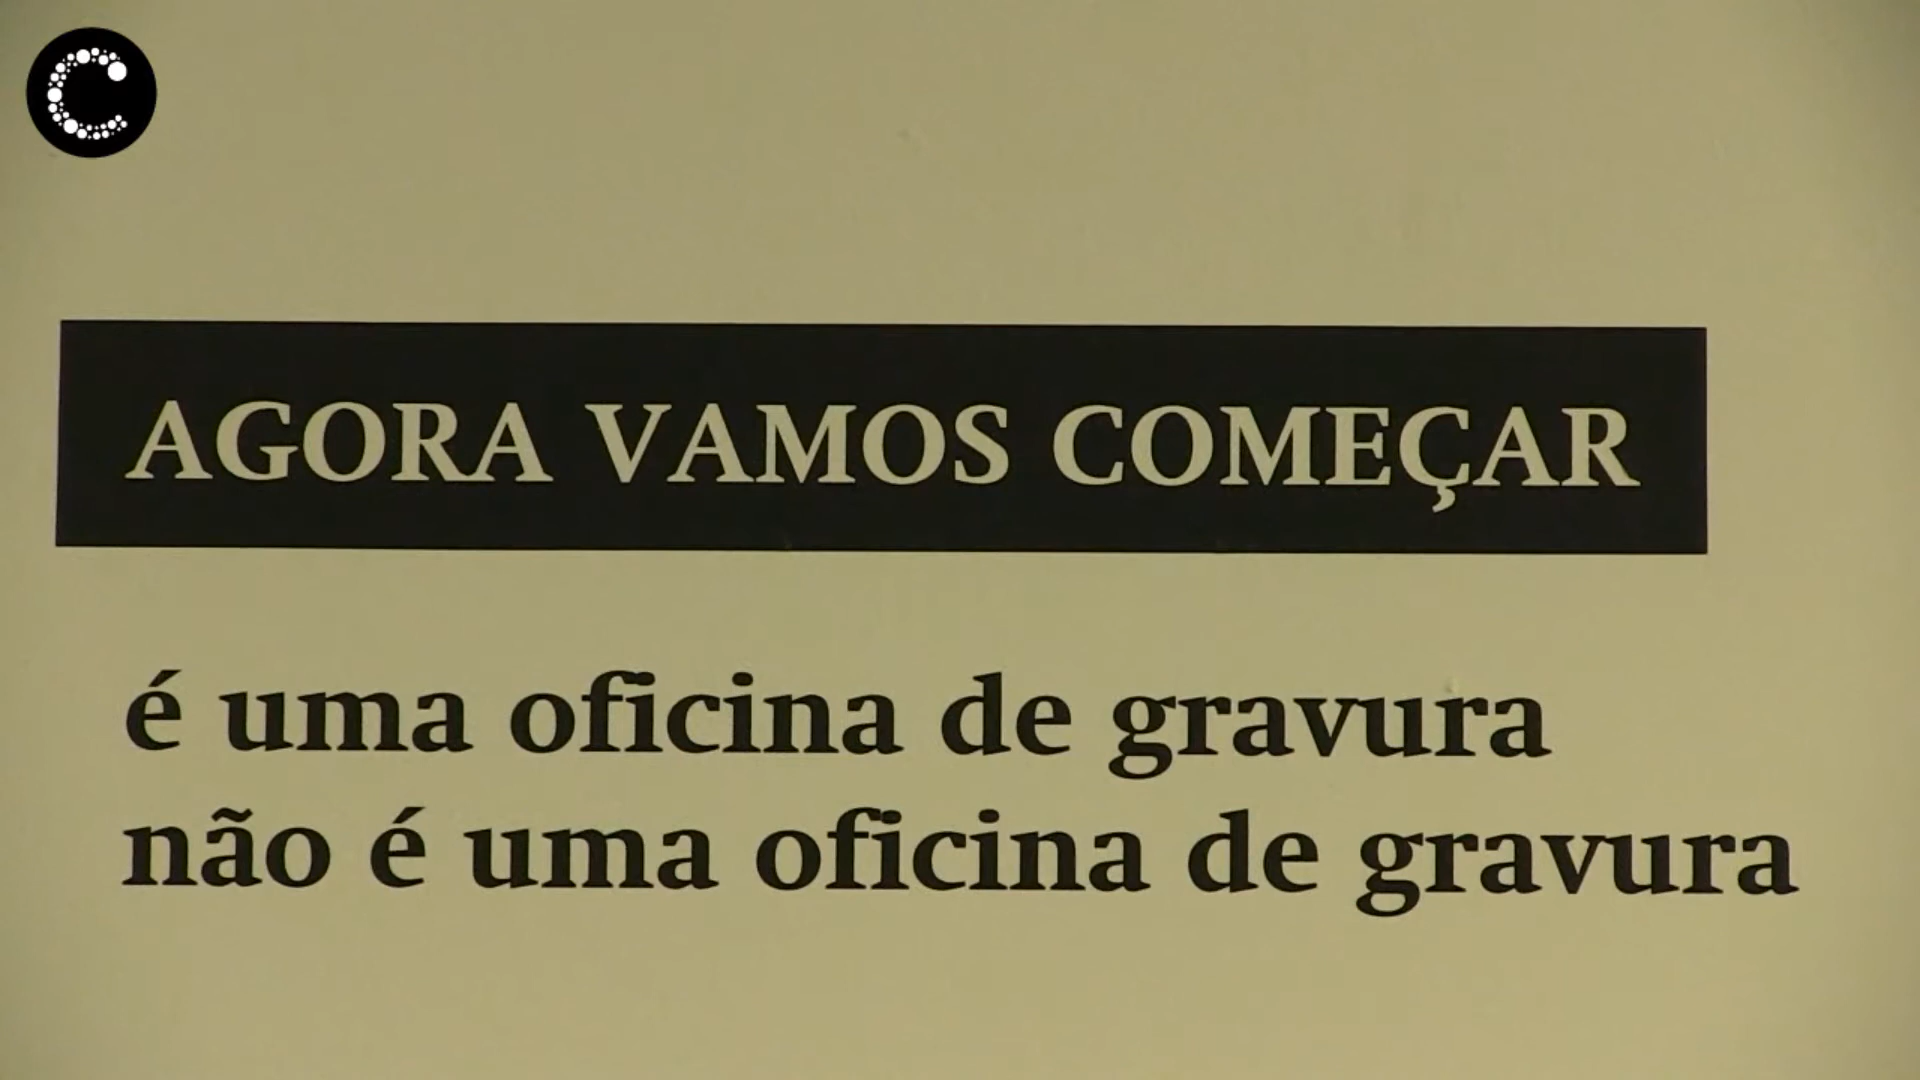 C
AGORA VAMOS COMEÇAR
é uma oficina de gravura
não é uma oficina de gravura